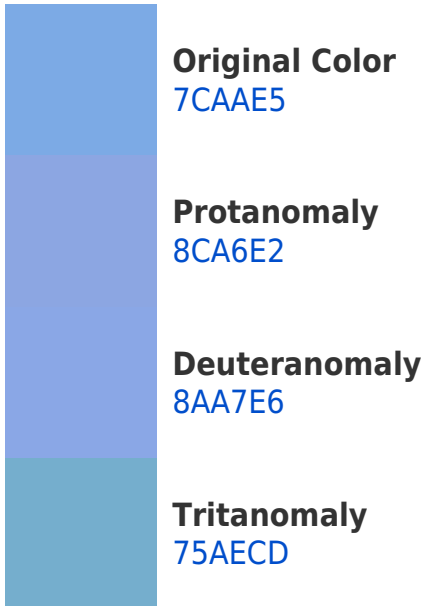 Original Color
7CAAE5
Protanomaly
8CA6E2
Deuteranomaly
8AA7E6
Tritanomaly
75AECD